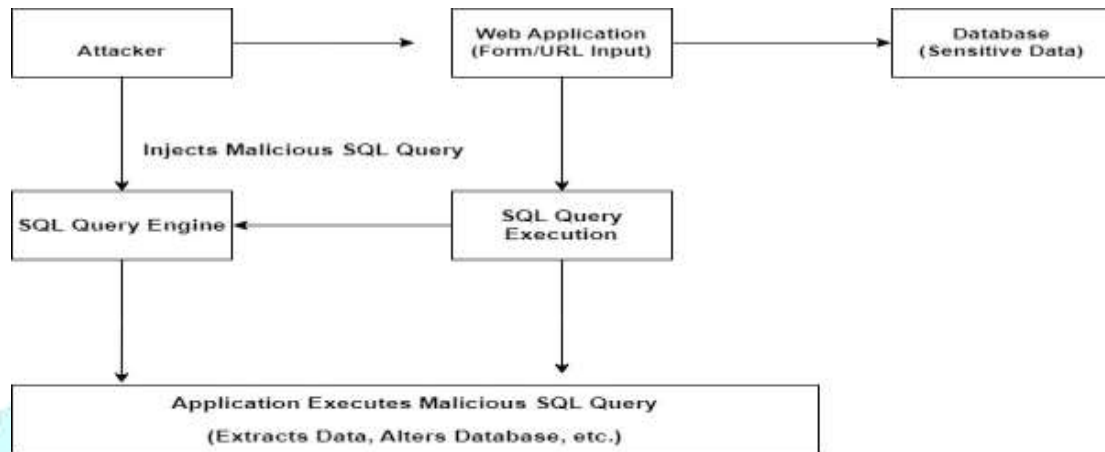 Attacker
Web Application
(Form/URL Input)
Database
(Sensitive Data)
Injects Malicious SQL Query
SQL Query Engine
SQL Query
Execution
Application Executes Malicious SQL Query
(Extracts Data, Alters Database, etc.)